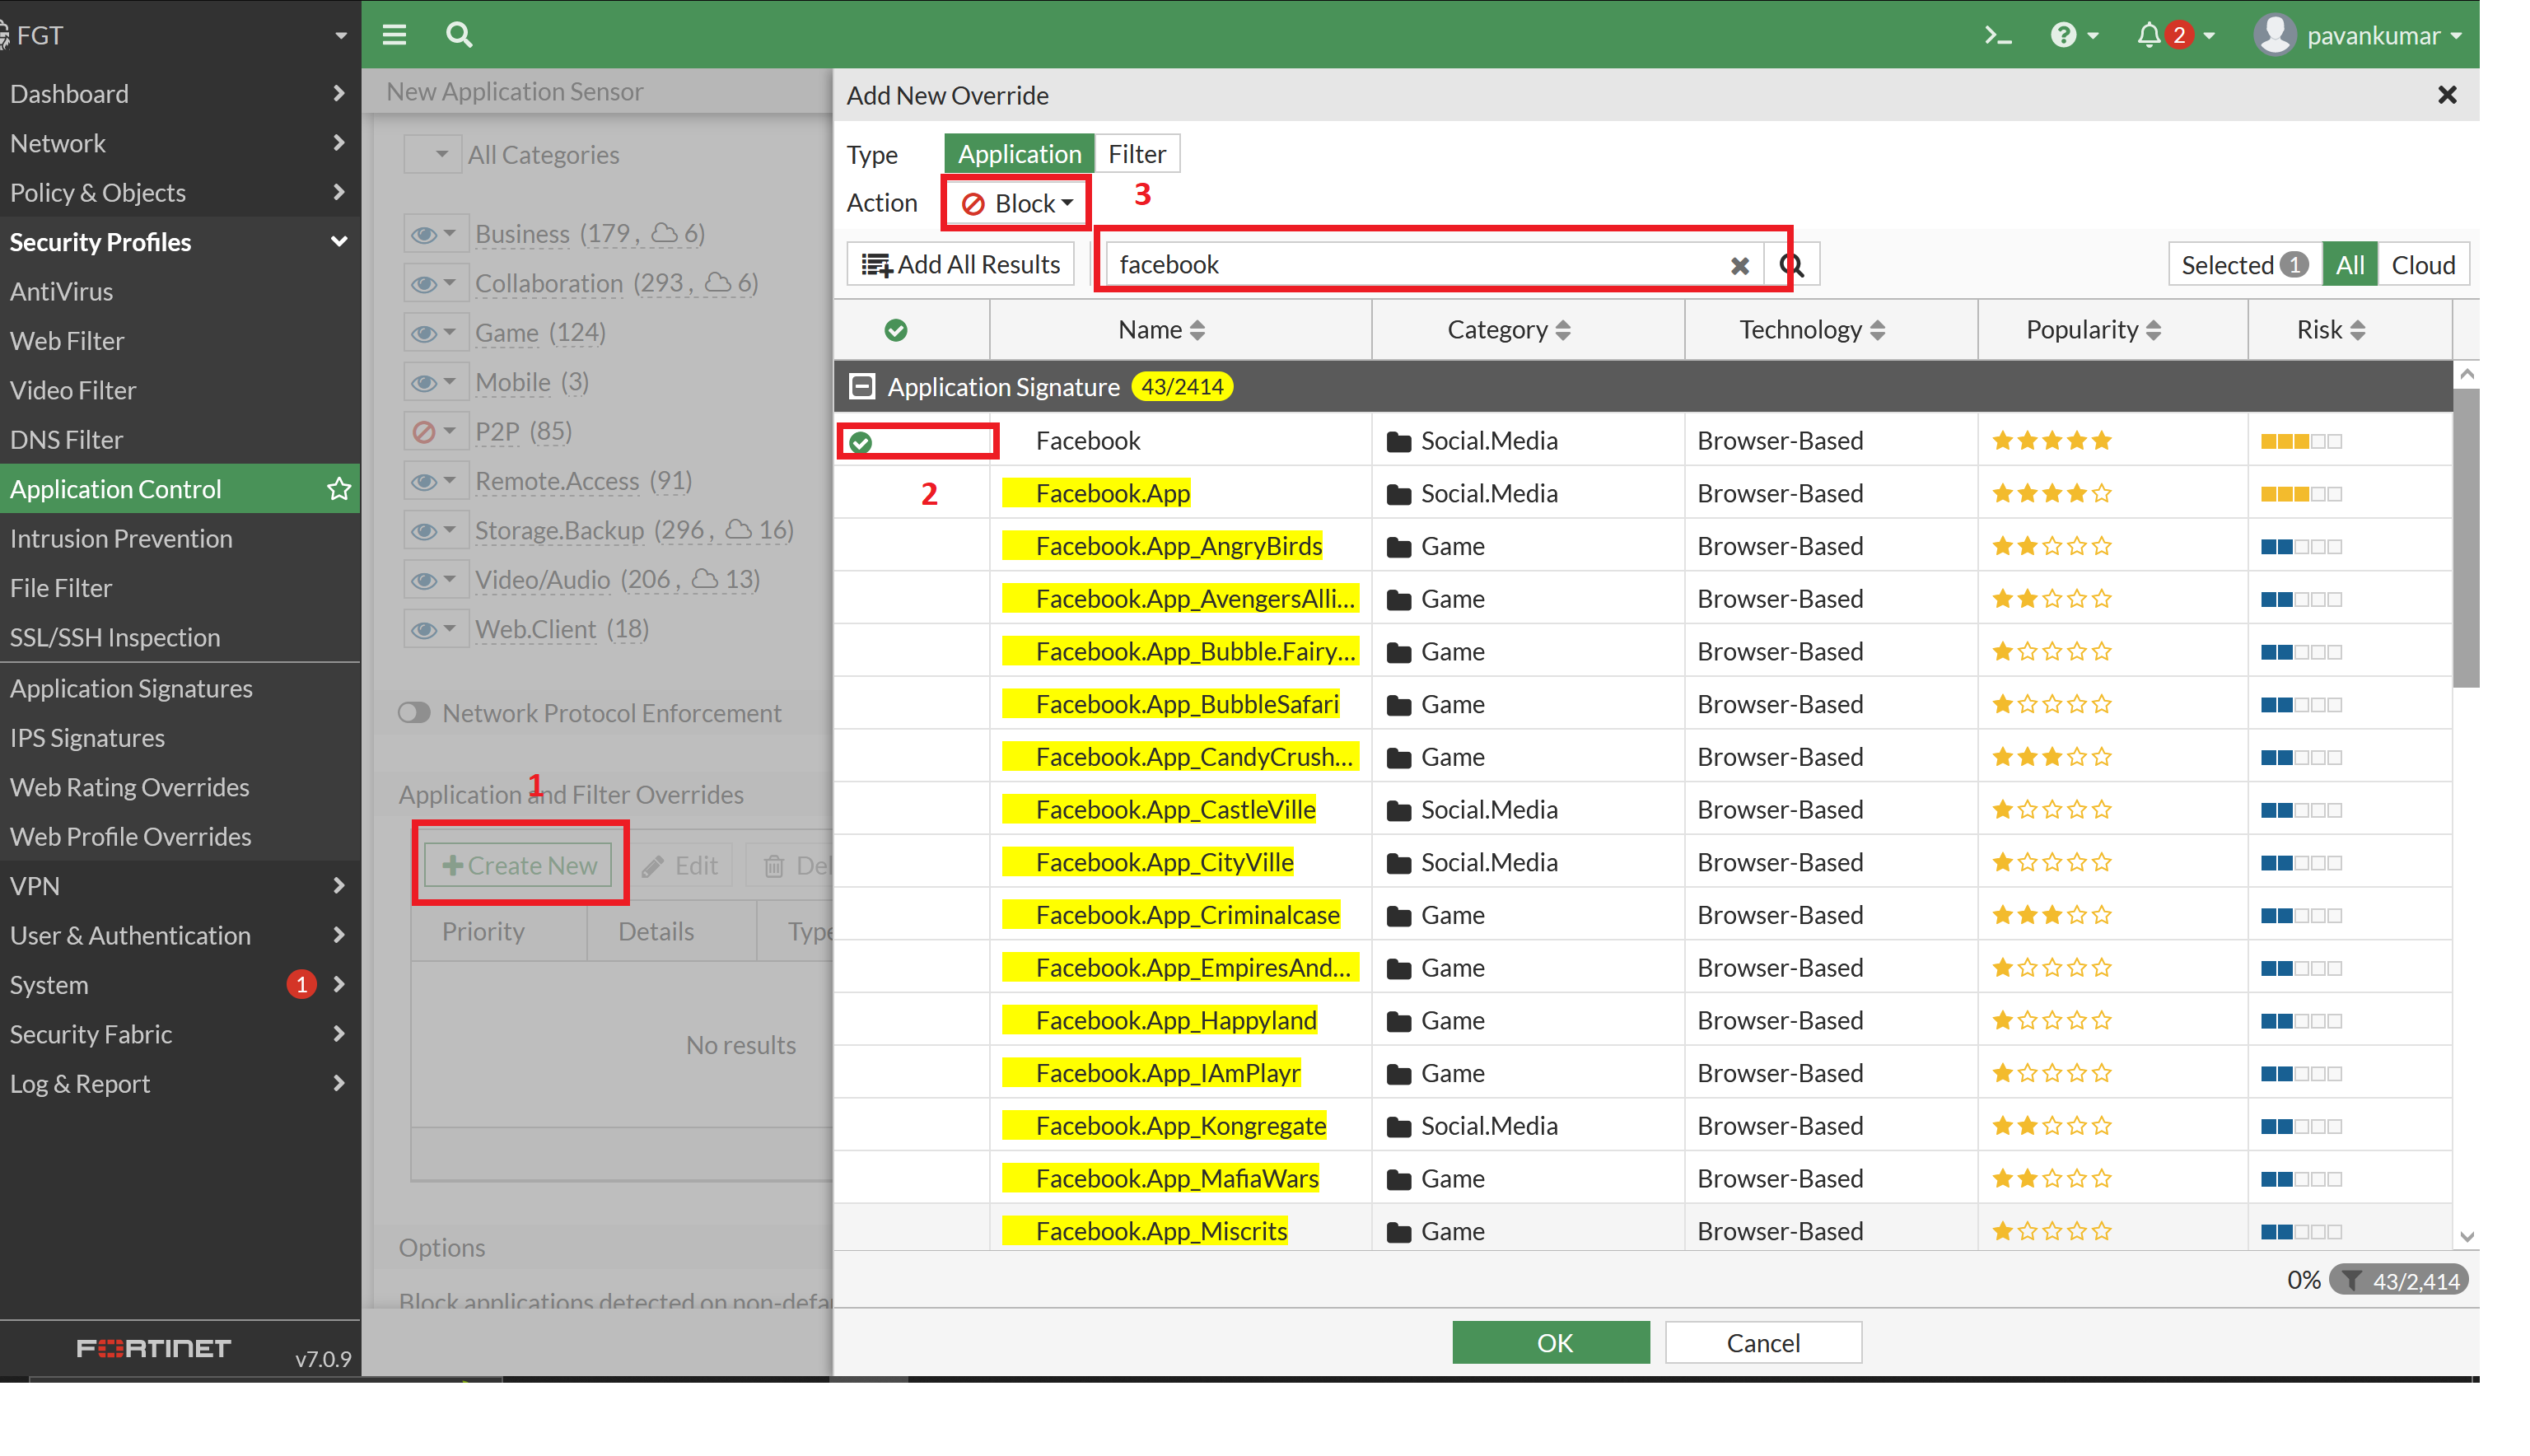 FGT
2
pavankumar
Dashboard
Network
Policy & Objects
Security Profiles
AntiVirus
Web Filter
Video Filter
DNS Filter
Application Control
Intrusion Prevention
File Filter
SSL/SSH Inspection
Application Signatures
IPS Signatures
Web Rating Overrides
Web Profile Overrides
VPN
User & Authentication
System 1
Security Fabric
Log & Report
FORTINET
v7.0.9
New Application Sensor
All Categories
Business (179, 6)
Collaboration (293, 6)
Game (124)
Mobile (3)
P2P (85)
Remote.Access (91)
Storage.Backup (296, 16)
Video/Audio (206, 13)
Web.Client (18)
Network Protocol Enforcement
1
Application and Filter Overrides
Create New Edit Del
Priority Details Type
No results
Options
Block applications detected on non-defa
Add New Override
Type Application Filter
Action Block 3
Add All Results facebook Selected 1 All Cloud
Name Category Technology Popularity Risk
Application Signature 43/2414
Facebook Social.Media Browser-Based
2 Facebook.App Social.Media Browser-Based
Facebook.App_AngryBirds Game Browser-Based
Facebook.App_AvengersAlli... Game Browser-Based
Facebook.App_Bubble.Fairy... Game Browser-Based
Facebook.App_BubbleSafari Game Browser-Based
Facebook.App_CandyCrush... Game Browser-Based
Facebook.App_CastleVille Social.Media Browser-Based
Facebook.App_CityVille Social.Media Browser-Based
Facebook.App_Criminalcase Game Browser-Based
Facebook.App_EmpiresAnd... Game Browser-Based
Facebook.App_Happyland Game Browser-Based
Facebook.App_IAmPlayr Game Browser-Based
Facebook.App_Kongregate Social.Media Browser-Based
Facebook.App_MafiaWars Game Browser-Based
Facebook.App_Miscrits Game Browser-Based
0% 43/2,414
OK Cancel